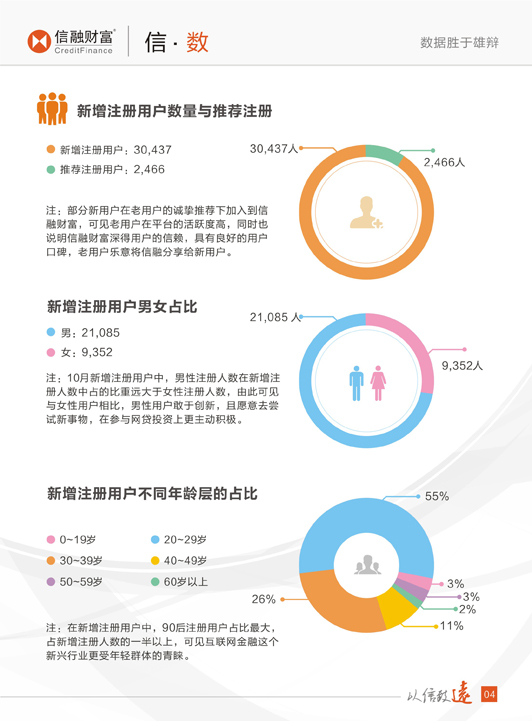 信融财富®
CreditFinance
信·数
数据胜于雄辩
新增注册用户数量与推荐注册
新增注册用户：30,437
推荐注册用户：2,466
30,437人
2,466人
注：部分新用户在老用户的诚挚推荐下加入到信
融财富，可见老用户在平台的活跃度高，同时也
说明信融财富深得用户的信赖，具有良好的用户
口碑，老用户乐意将信融分享给新用户。
新增注册用户男女占比
男：21,085
女：9,352
21,085 人
9,352人
注：10月新增注册用户中，男性注册人数在新增注
册人数中占的比重远大于女性注册人数，由此可见
与女性用户相比，男性用户敢于创新，且愿意去尝
试新事物，在参与网贷投资上更主动积极。
新增注册用户不同年龄层的占比
0~19岁
20~29岁
30~39岁
40~49岁
50~59岁
60岁以上
55%
3%
3%
2%
11%
26%
注：在新增注册用户中，90后注册用户占比最大，
占新增注册人数的一半以上，可见互联网金融这个
新兴行业更受年轻群体的青睐。
以信致远
04